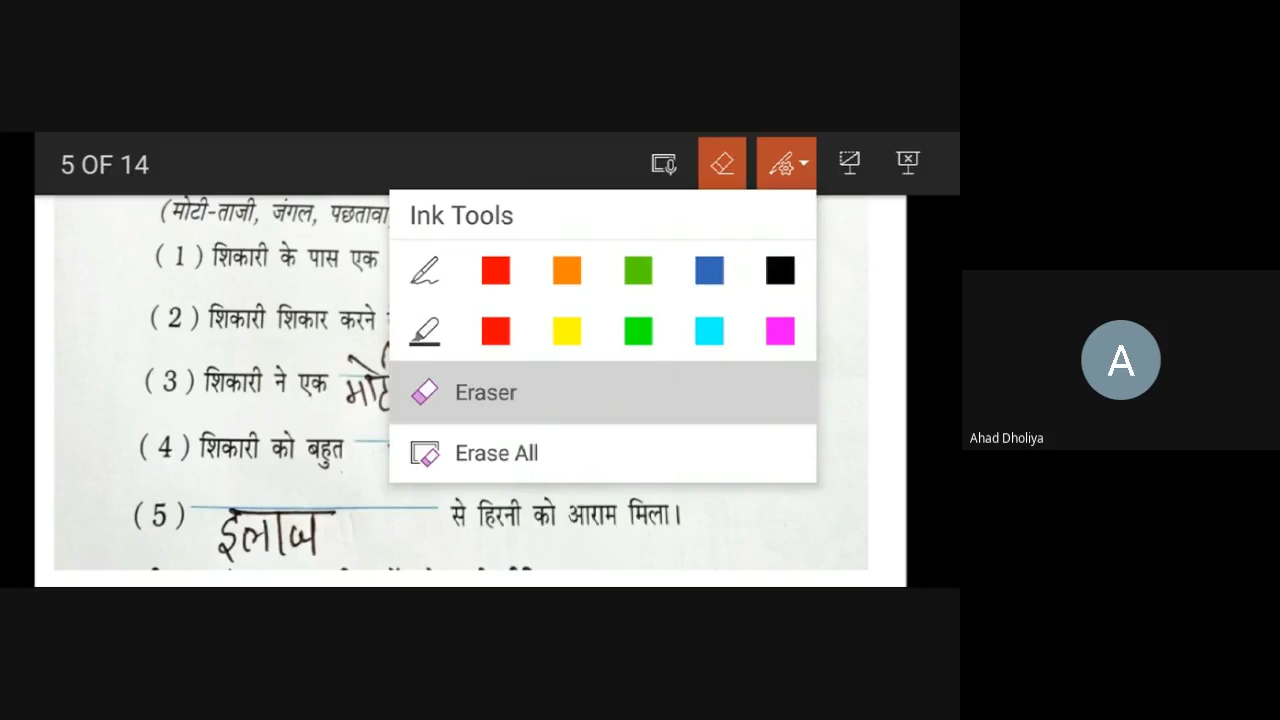 5 OF 14
Ink Tools
(मोटी-ताजी, जंगल, पछतावा
(1) शिकारी के पास एक
(2) शिकारी शिकार करने
(3) शिकारी ने एक
Eraser
(4) शिकारी को बहुत
Erase All
(5) इलाज से हिरनी को आराम मिला।
A
Ahad Dholiya